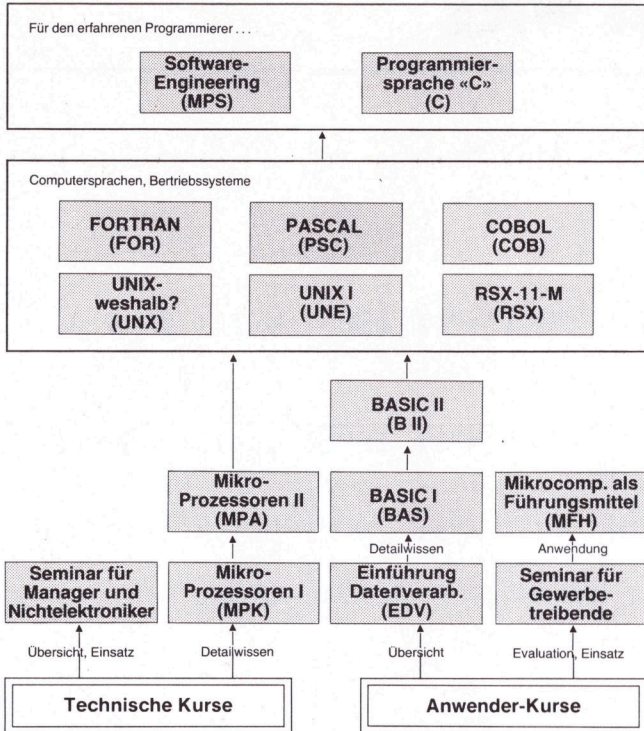 Für den erfahrenen Programmierer . . .
Software-
Engineering
(MPS)
Programmier-
sprache «C»
(C)
Computersprachen, Bertriebssysteme
FORTRAN
(FOR)
PASCAL
(PSC)
COBOL
(COB)
UNIX-
weshalb?
(UNX)
UNIX I
(UNE)
RSX-11-M
(RSX)
BASIC II
(B II)
Mikro-
Prozessoren II
(MPA)
BASIC I
(BAS)
Mikrocomp. als
Führungsmittel
(MFH)
Detailwissen
Anwendung
Seminar für
Manager und
Nichtelektroniker
Mikro-
Prozessoren I
(MPK)
Einführung
Datenverarb.
(EDV)
Seminar für
Gewerbe-
treibende
Übersicht, Einsatz
Detailwissen
Übersicht
Evaluation, Einsatz
Technische Kurse
Anwender-Kurse